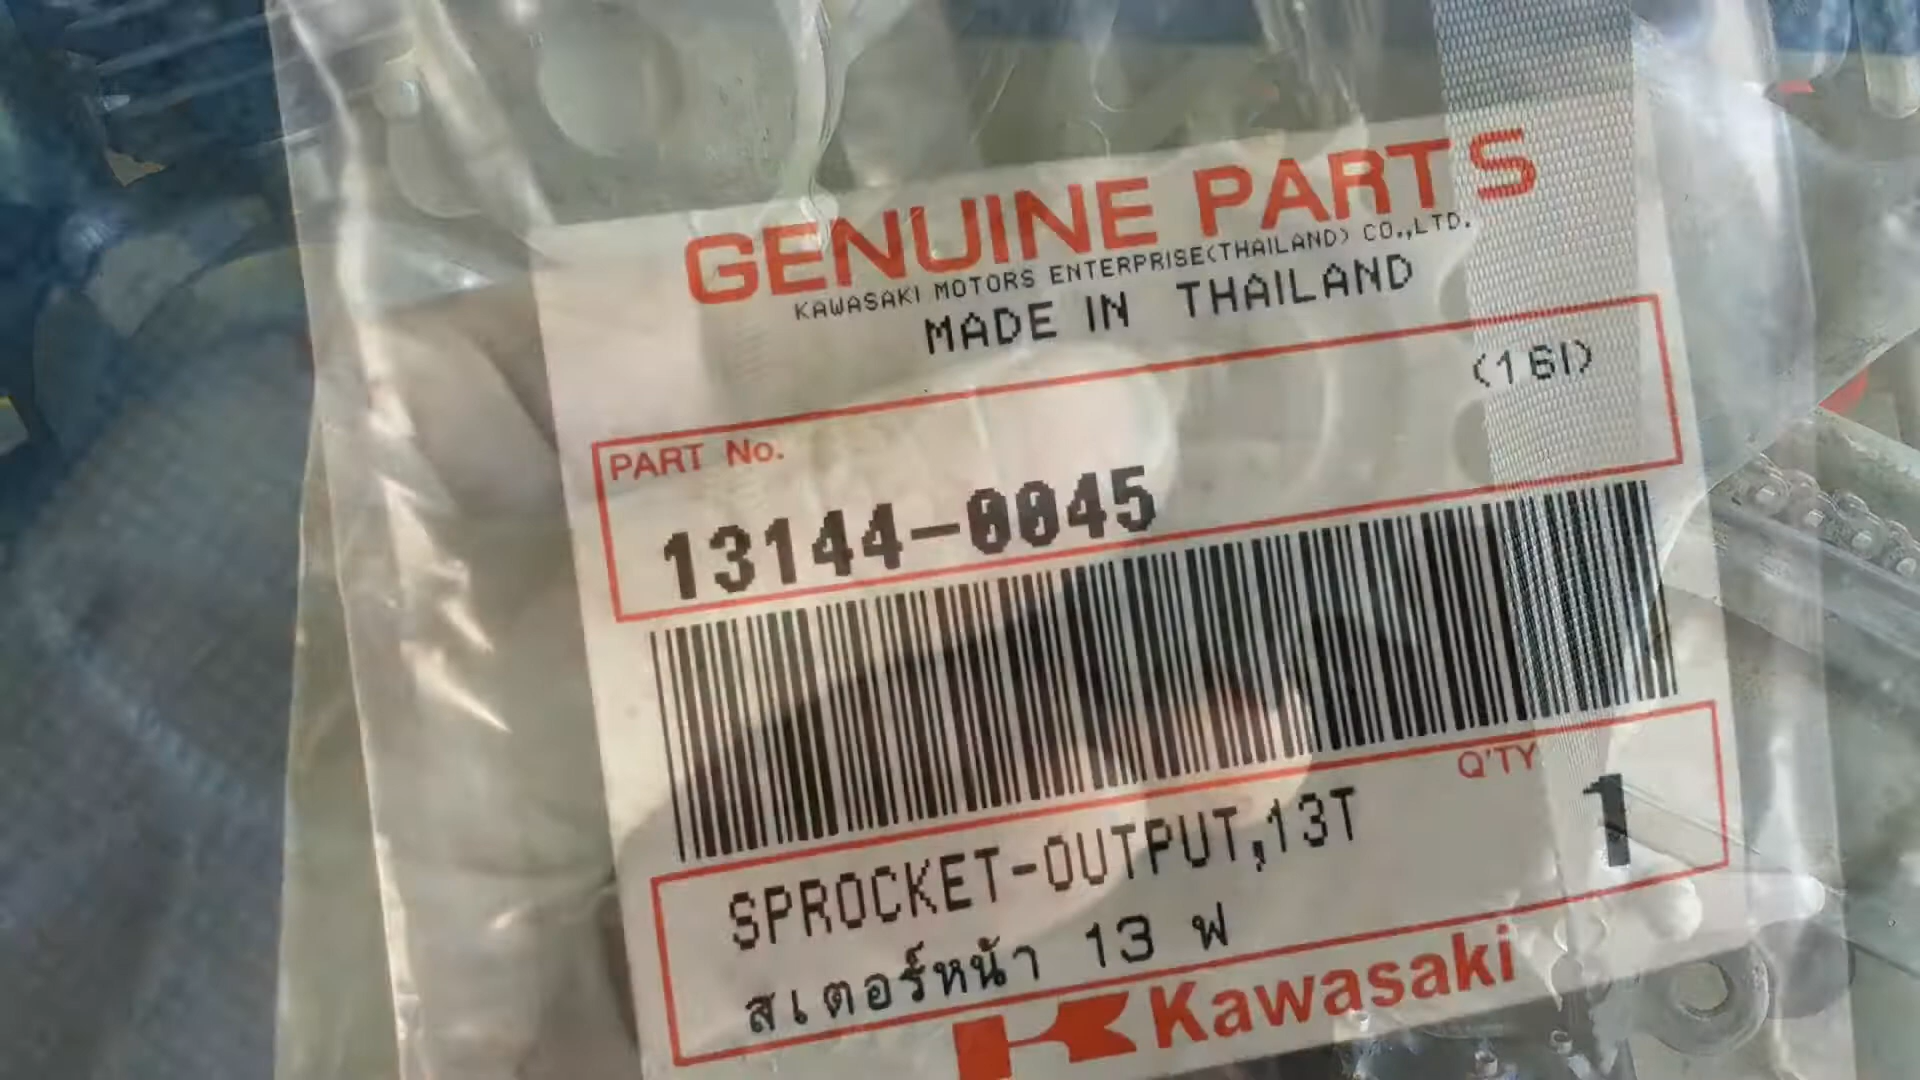 GENUINE PARTS
KAWASAKI MOTORS ENTERPRISE(THAILAND) CO.,LTD.
MADE IN THAILAND
(16I)
PART No.
13144-0045
Q'TY
SPROCKET-OUTPUT,13T
1
สเตอร์หน้า 13 ฟ
Kawasaki